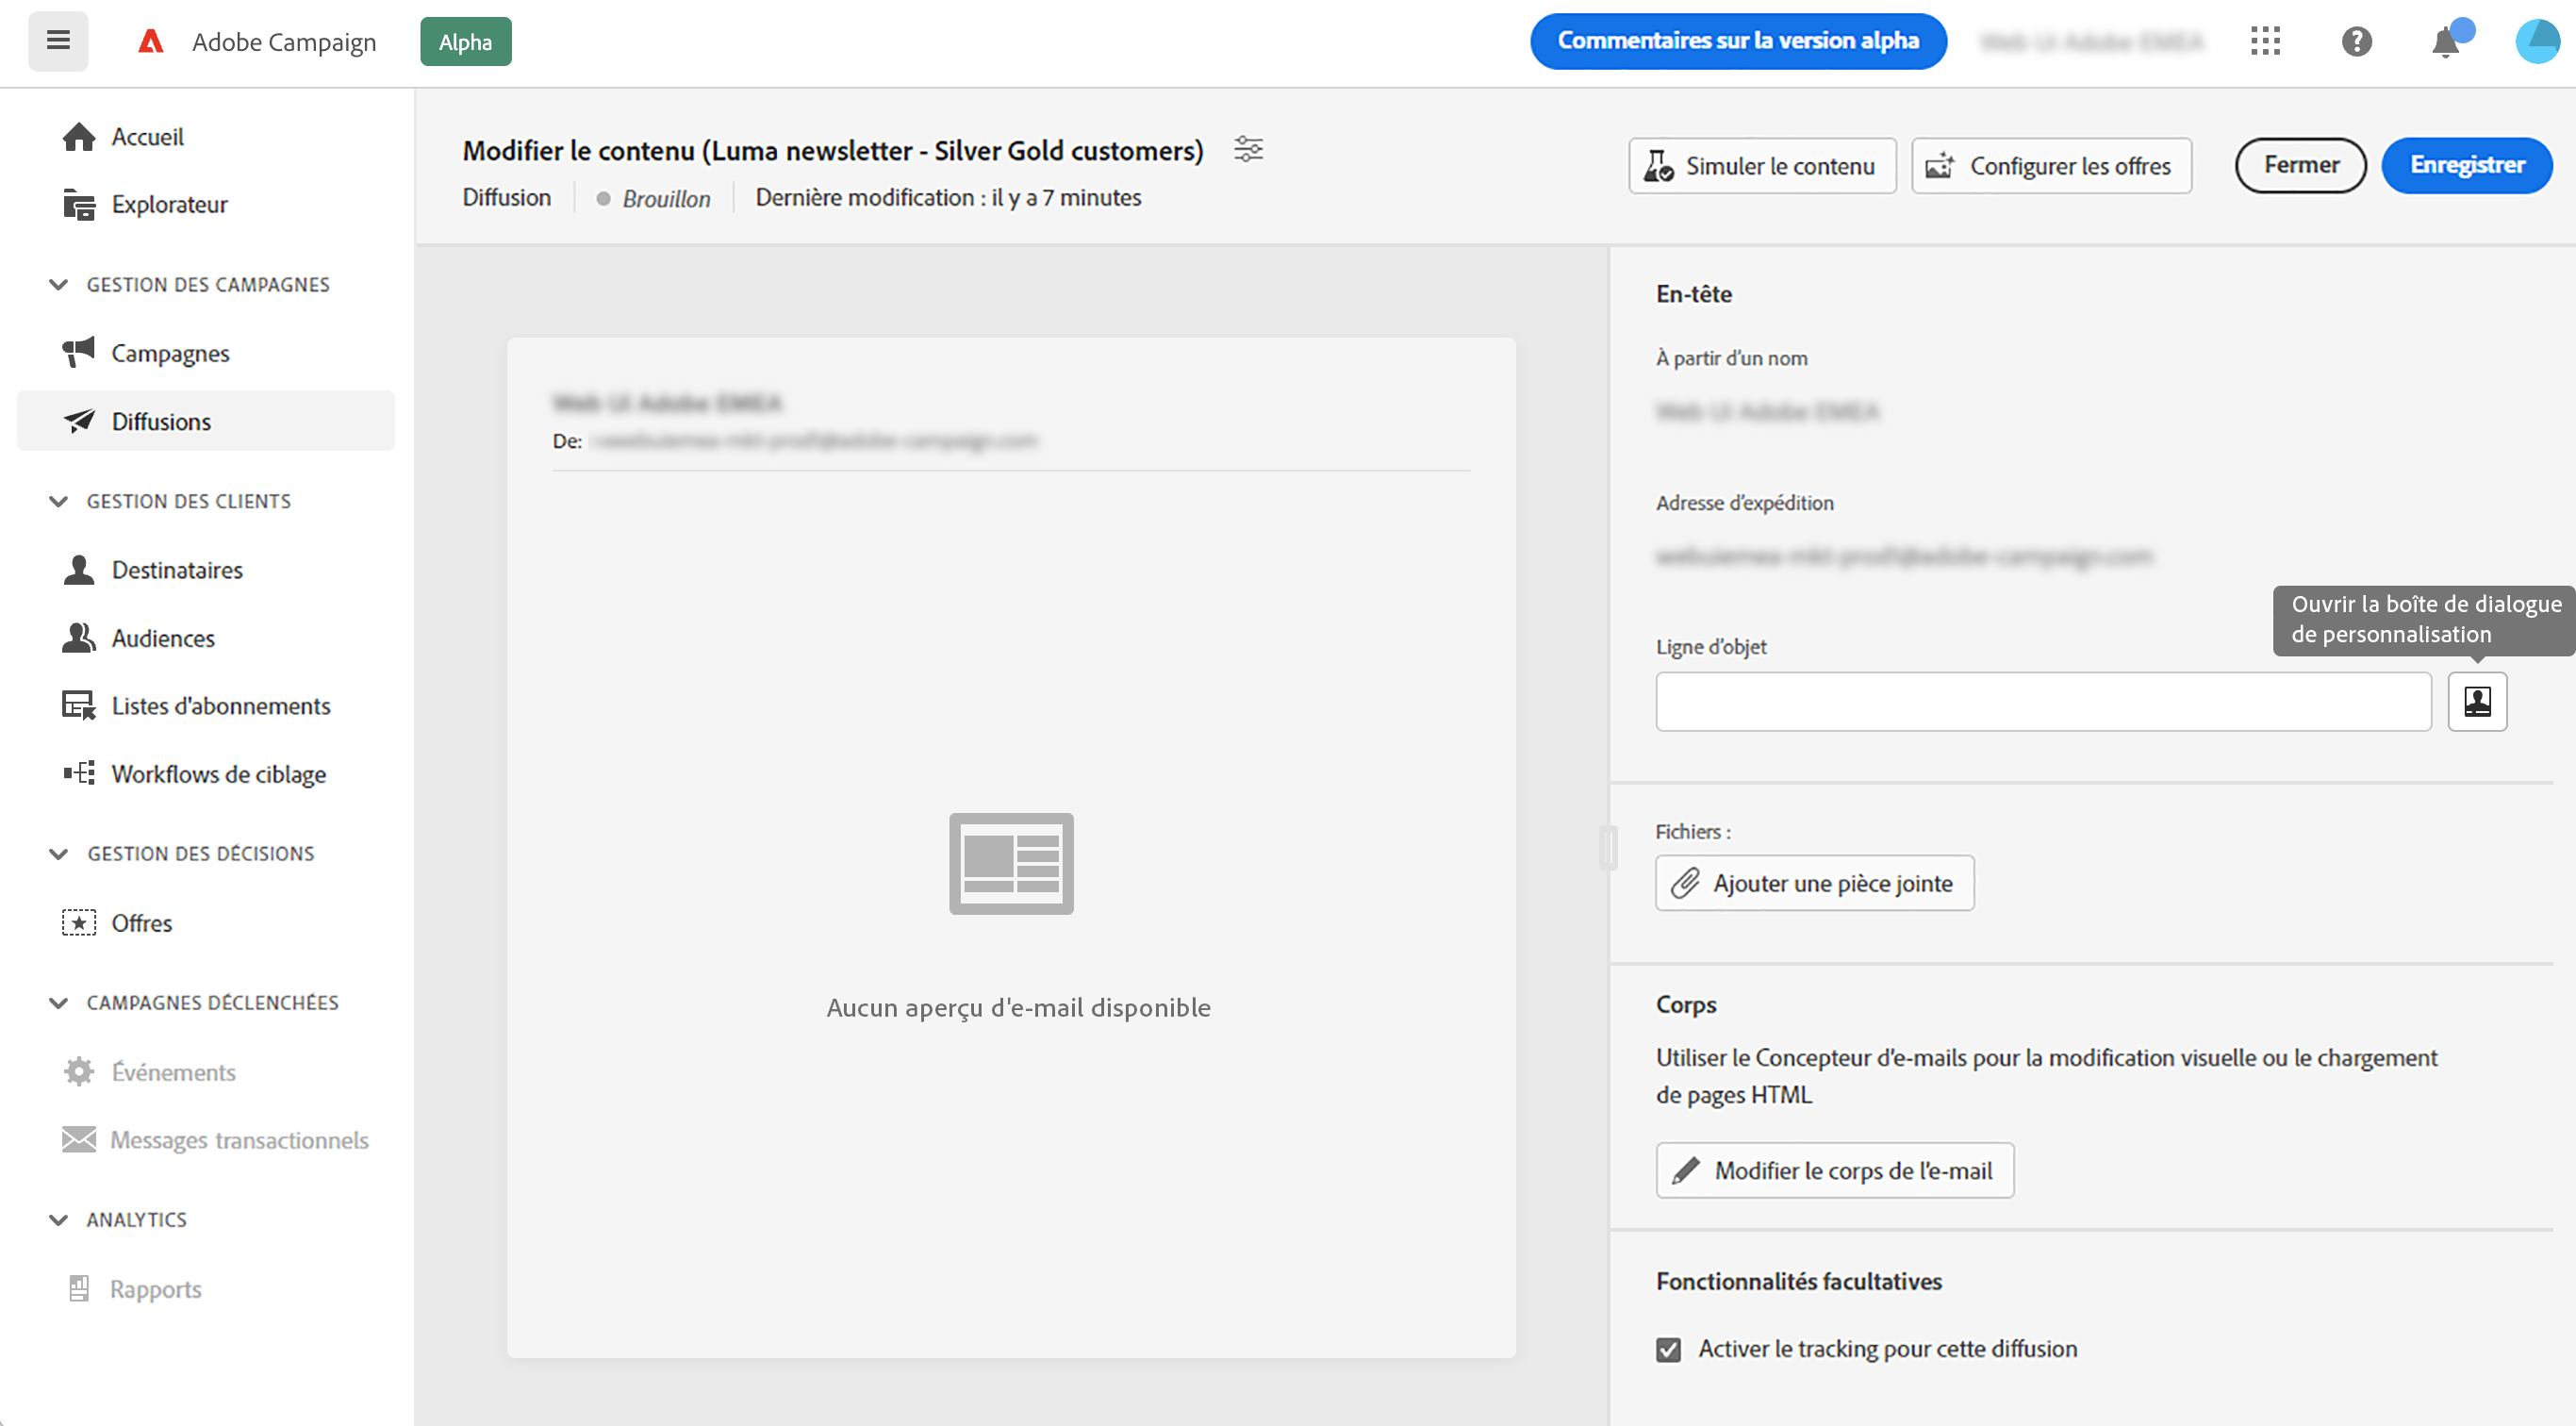 Adobe Campaign
Alpha
Commentaires sur la version alpha
Accueil
Explorateur
GESTION DES CAMPAGNES
Campagnes
Diffusions
GESTION DES CLIENTS
Destinataires
Audiences
Listes d'abonnements
Workflows de ciblage
GESTION DES DÉCISIONS
Offres
CAMPAGNES DÉCLENCHÉES
Événements
Messages transactionnels
ANALYTICS
Rapports
Modifier le contenu (Luma newsletter - Silver Gold customers)
Diffusion
Brouillon
Dernière modification : il y a 7 minutes
Simuler le contenu
Configurer les offres
Fermer
Enregistrer
De:
Aucun aperçu d'e-mail disponible
En-tête
À partir d'un nom
Adresse d'expédition
Ouvrir la boîte de dialogue
de personnalisation
Ligne d'objet
Fichiers :
Ajouter une pièce jointe
Corps
Utiliser le Concepteur d'e-mails pour la modification visuelle ou le chargement
de pages HTML
Modifier le corps de l'e-mail
Fonctionnalités facultatives
Activer le tracking pour cette diffusion